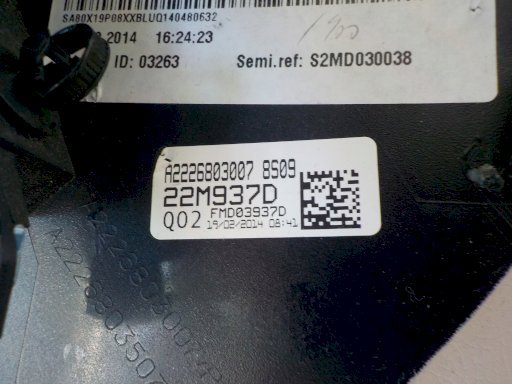 SA80X19P08XXBLUQ140480632
2014 16:24:23
ID: 03263 Semi.ref: S2MD030038
A2226803007 8S09
22M937D
Q02 FMD03937D
19/02/2014 08:41